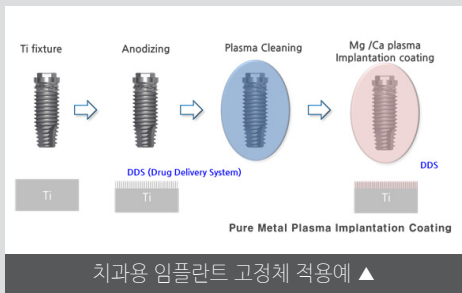 Ti fixture
Anodizing
Plasma Cleaning
Mg /Ca plasma
Implantation coating
DDS (Drug Delivery System)
DDS
Ti
Ti
Ti
Pure Metal Plasma Implantation Coating
치과용 임플란트 고정체 적용예 ▲